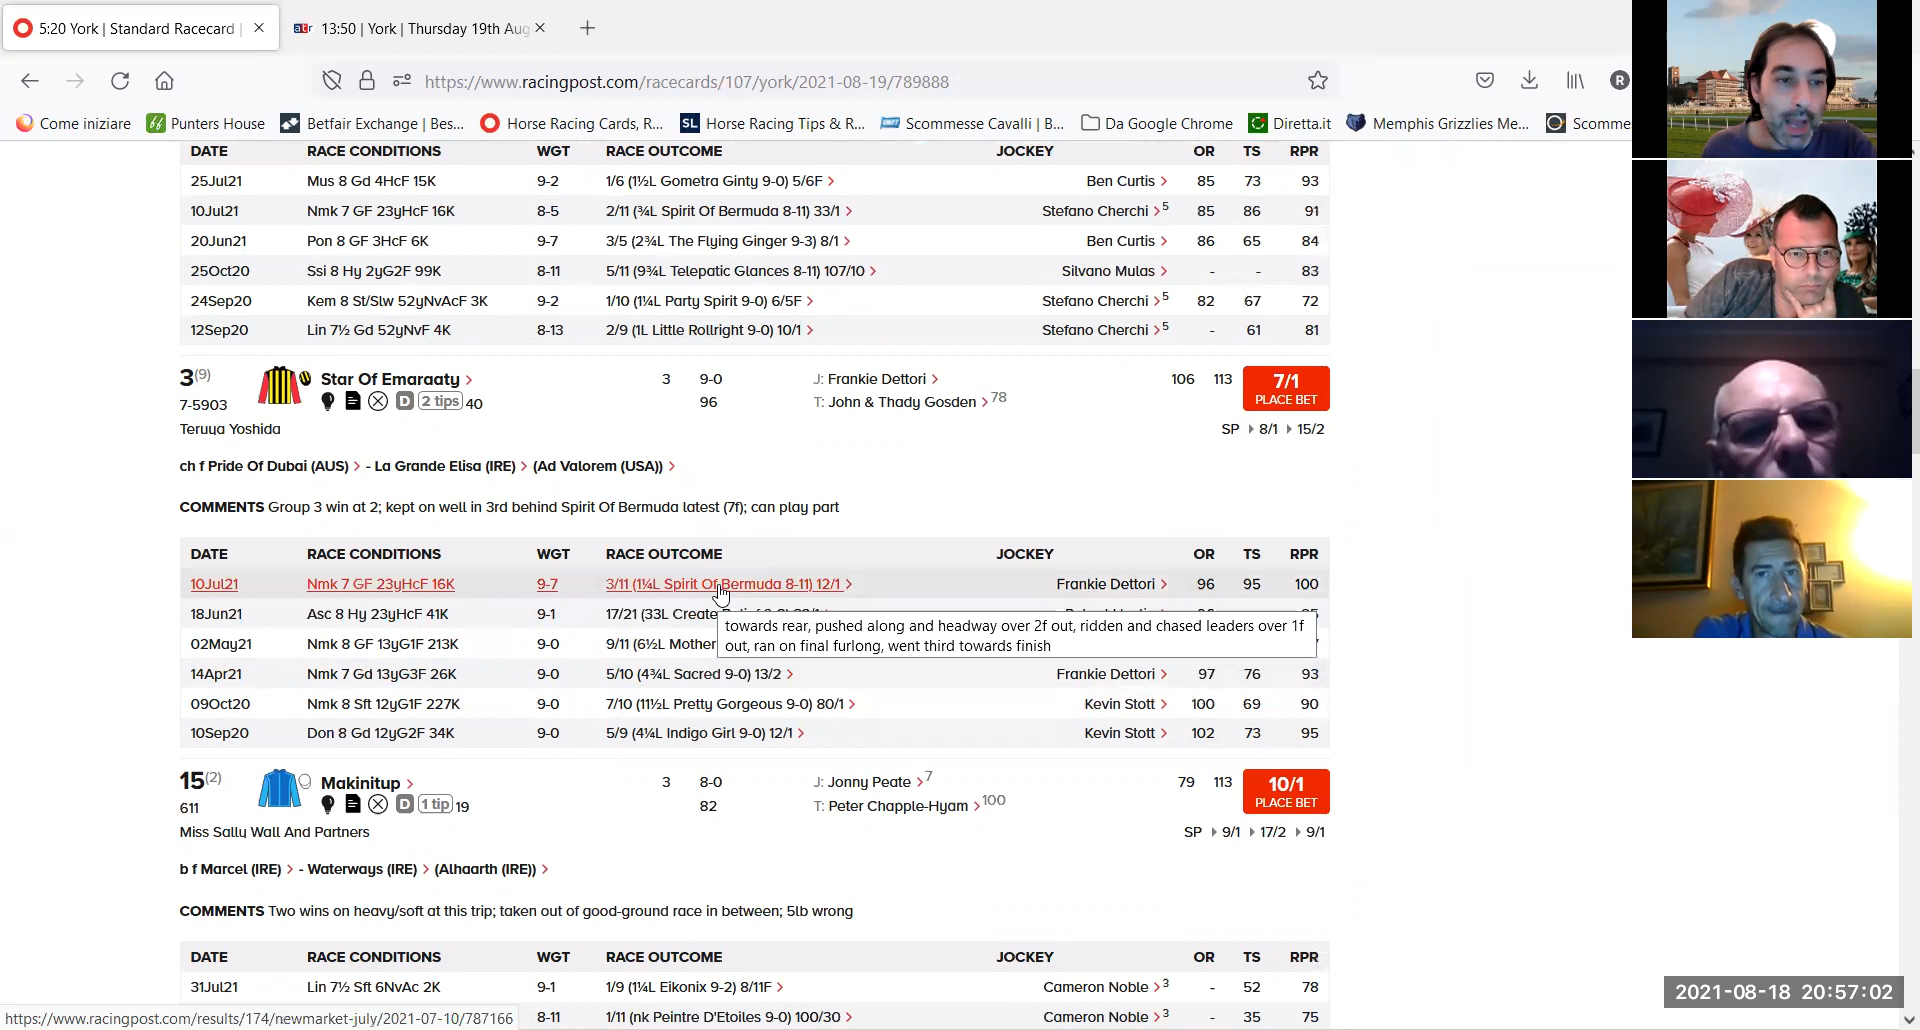 5:20 York | Standard Racecard |
atr 13:50 | York | Thursday 19th Aug
https://www.racingpost.com/racecards/107/york/2021-08-19/789888
R
Come iniziare Punters House Betfair Exchange | Bes... Horse Racing Cards, R... SL Horse Racing Tips & R... Scommesse Cavalli | B... Da Google Chrome Diretta.it Memphis Grizzlies Me... Scomme
DATE RACE CONDITIONS WGT RACE OUTCOME JOCKEY OR TS RPR
25Jul21 Mus 8 Gd 4HcF 15K 9-2 1/6 (1½L Gometra Ginty 9-0) 5/6F Ben Curtis 85 73 93
10Jul21 Nmk 7 GF 23yHcF 16K 8-5 2/11 (¾L Spirit Of Bermuda 8-11) 33/1 Stefano Cherchi 5 85 86 91
20Jun21 Pon 8 GF 3HcF 6K 9-7 3/5 (2¾L The Flying Ginger 9-3) 8/1 Ben Curtis 86 65 84
25Oct20 Ssi 8 Hy 2yG2F 99K 8-11 5/11 (9¾L Telepatic Glances 8-11) 107/10 Silvano Mulas - - 83
24Sep20 Kem 8 St/Slw 52yNvAcF 3K 9-2 1/10 (1¼L Party Spirit 9-0) 6/5F Stefano Cherchi 5 82 67 72
12Sep20 Lin 7½ Gd 52yNvF 4K 8-13 2/9 (1L Little Rollright 9-0) 10/1 Stefano Cherchi 5 - 61 81
3 (9) Star Of Emaraaty 3 9-0 J: Frankie Dettori 106 113 7/1
7-5903 D 2 tips 40 96 T: John & Thady Gosden 78 PLACE BET
Teruya Yoshida SP 8/1 15/2
ch f Pride Of Dubai (AUS) - La Grande Elisa (IRE) (Ad Valorem (USA))
COMMENTS Group 3 win at 2; kept on well in 3rd behind Spirit Of Bermuda latest (7f); can play part
DATE RACE CONDITIONS WGT RACE OUTCOME JOCKEY OR TS RPR
10Jul21 Nmk 7 GF 23yHcF 16K 9-7 3/11 (1¼L Spirit Of Bermuda 8-11) 12/1 Frankie Dettori 96 95 100
18Jun21 Asc 8 Hy 23yHcF 41K 9-1 17/21 (33L Create
towards rear, pushed along and headway over 2f out, ridden and chased leaders over 1f
out, ran on final furlong, went third towards finish
02May21 Nmk 8 GF 13yG1F 213K 9-0 9/11 (6½L Mother
14Apr21 Nmk 7 Gd 13yG3F 26K 9-0 5/10 (4¾L Sacred 9-0) 13/2 Frankie Dettori 97 76 93
09Oct20 Nmk 8 Sft 12yG1F 227K 9-0 7/10 (11½L Pretty Gorgeous 9-0) 80/1 Kevin Stott 100 69 90
10Sep20 Don 8 Gd 12yG2F 34K 9-0 5/9 (4¼L Indigo Girl 9-0) 12/1 Kevin Stott 102 73 95
15 (2) Makinitup 3 8-0 J: Jonny Peate 7 79 113 10/1
611 D 1 tip 19 82 T: Peter Chapple-Hyam 100 PLACE BET
Miss Sally Wall And Partners SP 9/1 17/2 9/1
b f Marcel (IRE) - Waterways (IRE) (Alhaarth (IRE))
COMMENTS Two wins on heavy/soft at this trip; taken out of good-ground race in between; 5lb wrong
DATE RACE CONDITIONS WGT RACE OUTCOME JOCKEY OR TS RPR
31Jul21 Lin 7½ Sft 6NvAc 2K 9-1 1/9 (1¼L Eikonix 9-2) 8/11F Cameron Noble 3 - 52 78
8-11 1/11 (nk Peintre D'Etoiles 9-0) 100/30 Cameron Noble 3 - 35 75
https://www.racingpost.com/results/174/newmarket-july/2021-07-10/787166
2021-08-18 20:57:02